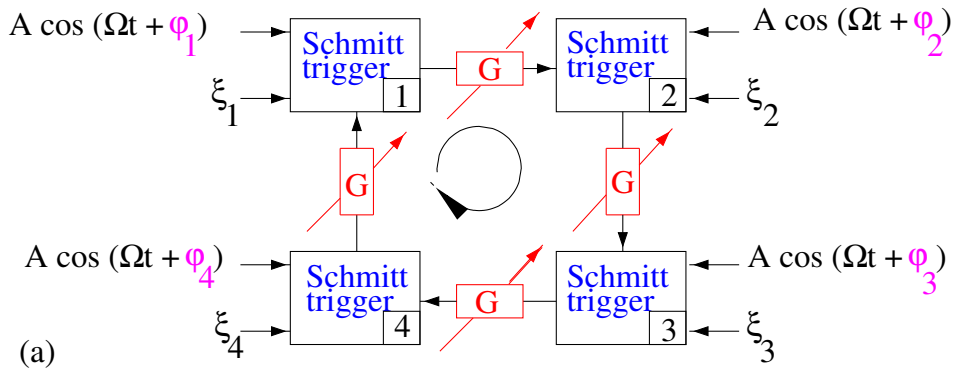 A cos (Ωt + φ1)
Schmitt trigger
1
G
Schmitt trigger
2
A cos (Ωt + φ2)
ξ1
ξ2
G
G
A cos (Ωt + φ4)
Schmitt trigger
4
G
Schmitt trigger
3
A cos (Ωt + φ3)
ξ4
ξ3
(a)